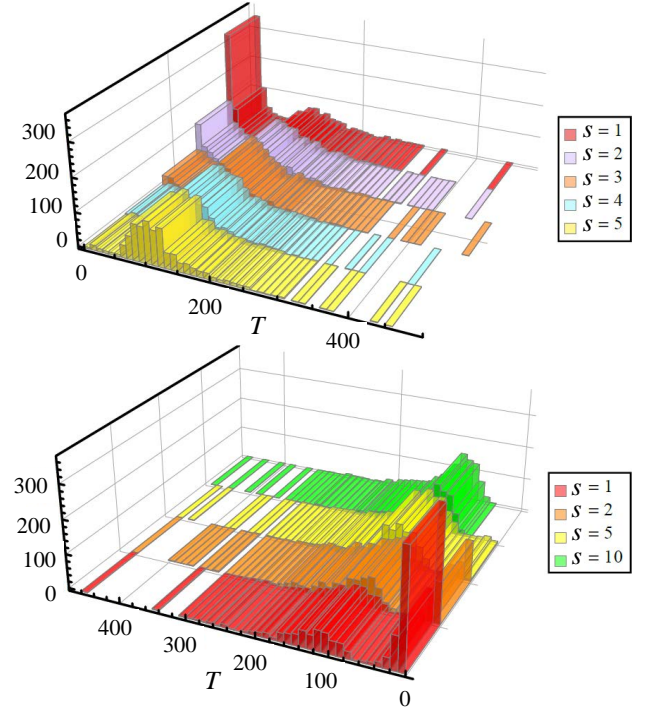 300
200
100
0
0
200
400
T
s = 1
s = 2
s = 3
s = 4
s = 5
300
200
100
0
400
300
200
100
0
T
s = 1
s = 2
s = 5
s = 10